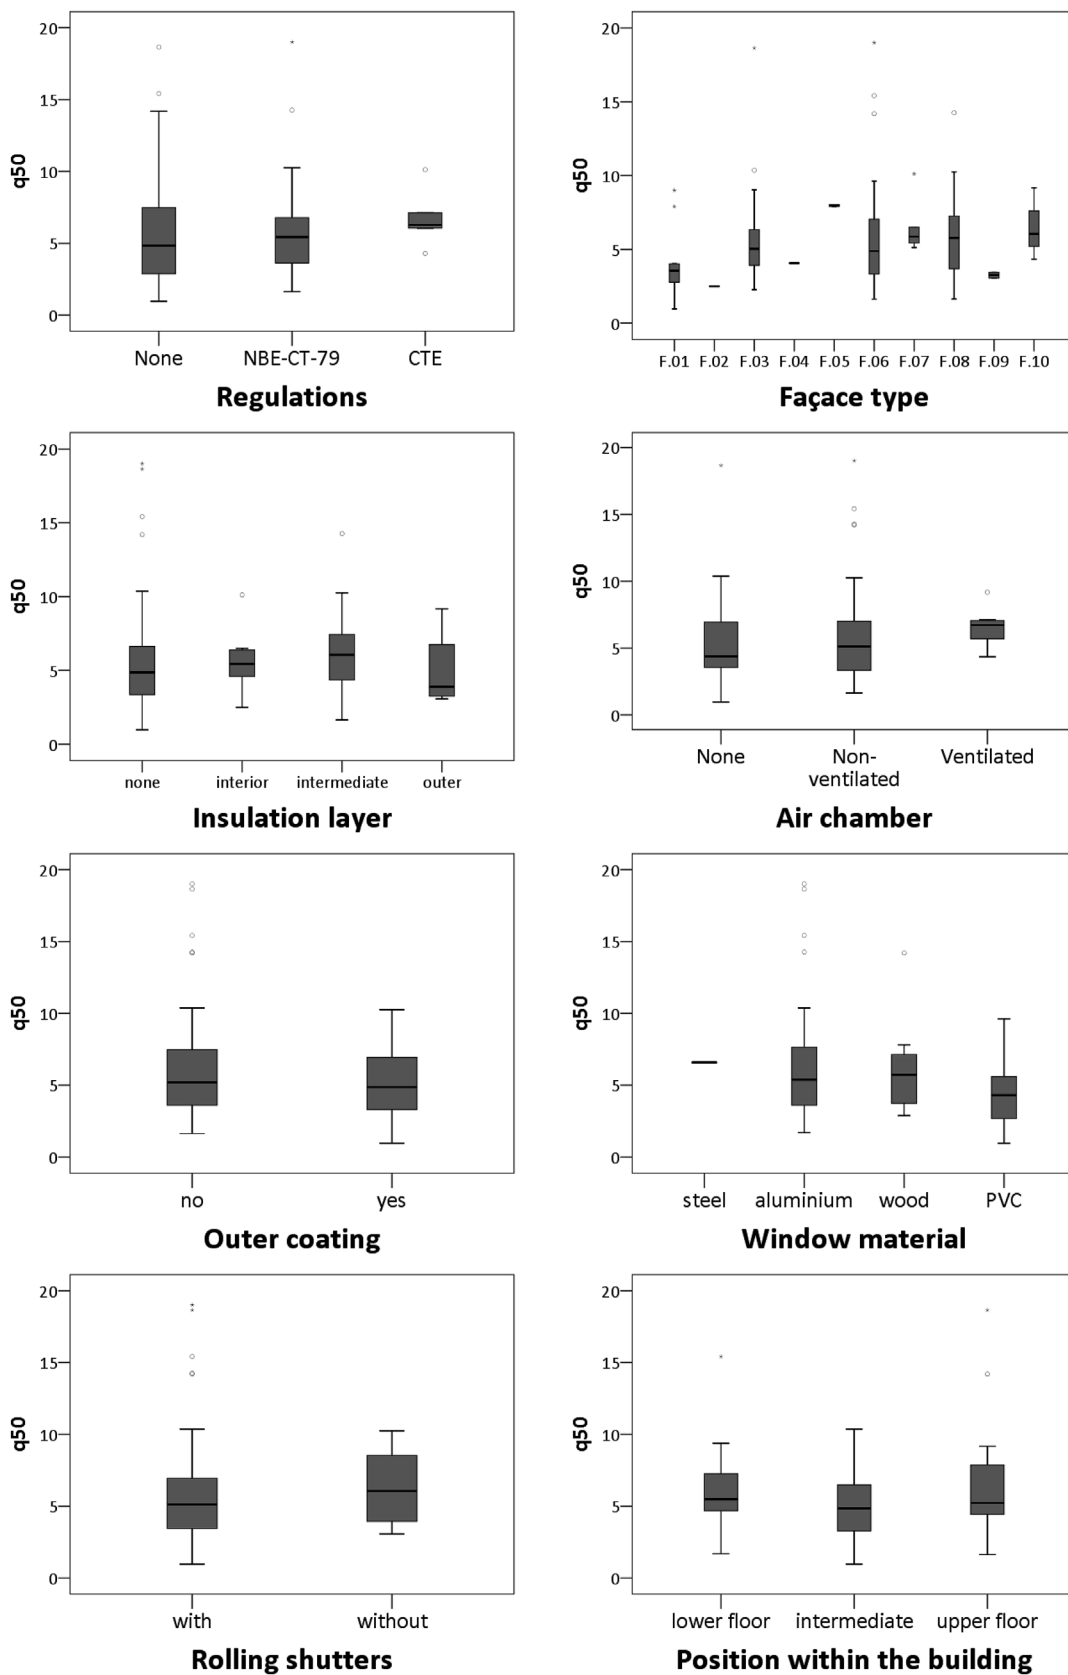 20
15
10
5
0
q50
None NBE-CT-79 CTE
Regulations
20
15
10
5
0
q50
F.01 F.02 F.03 F.04 F.05 F.06 F.07 F.08 F.09 F.10
Façace type
20
15
10
5
0
q50
none interior intermediate outer
Insulation layer
20
15
10
5
0
q50
None Non- Ventilated
ventilated
Air chamber
20
15
10
5
0
q50
no yes
Outer coating
20
15
10
5
0
q50
steel aluminium wood PVC
Window material
20
15
10
5
0
q50
with without
Rolling shutters
20
15
10
5
0
q50
lower floor intermediate upper floor
Position within the building